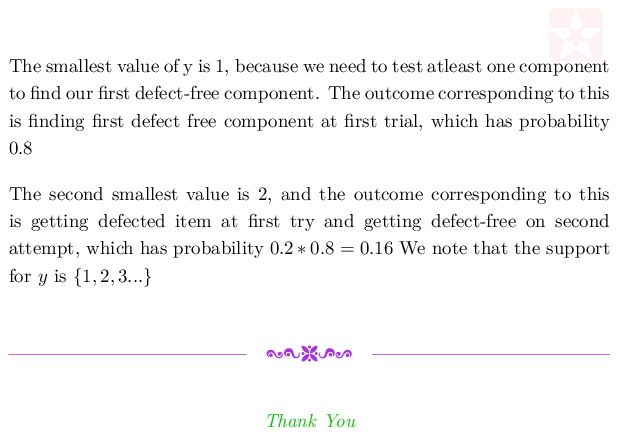 The smallest value of y is 1, because we need to test atleast one component
to find our first defect-free component. The outcome corresponding to this
is finding first defect free component at first trial, which has probability
0.8
The second smallest value is 2, and the outcome corresponding to this
is getting defected item at first try and getting defect-free on second
attempt, which has probability 0.2 ∗ 0.8 = 0.16 We note that the support
for y is {1, 2, 3...}
Thank You